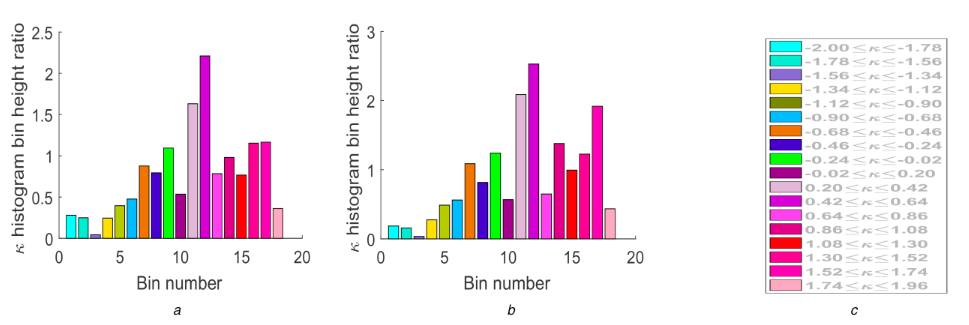 κ histogram bin height ratio
2.5
2
1.5
1
0.5
0
0 5 10 15 20
Bin number
a
κ histogram bin height ratio
3
2
1
0
0 5 10 15 20
Bin number
b
-2.00≤κ≤-1.78
-1.78≤κ≤-1.56
-1.56≤κ≤-1.34
-1.34≤κ≤-1.12
-1.12≤κ≤-0.90
-0.90≤κ≤-0.68
-0.68≤κ≤-0.46
-0.46≤κ≤-0.24
-0.24≤κ≤-0.02
-0.02≤κ≤0.20
0.20≤κ≤0.42
0.42≤κ≤0.64
0.64≤κ≤0.86
0.86≤κ≤1.08
1.08≤κ≤1.30
1.30≤κ≤1.52
1.52≤κ≤1.74
1.74≤κ≤1.96
c